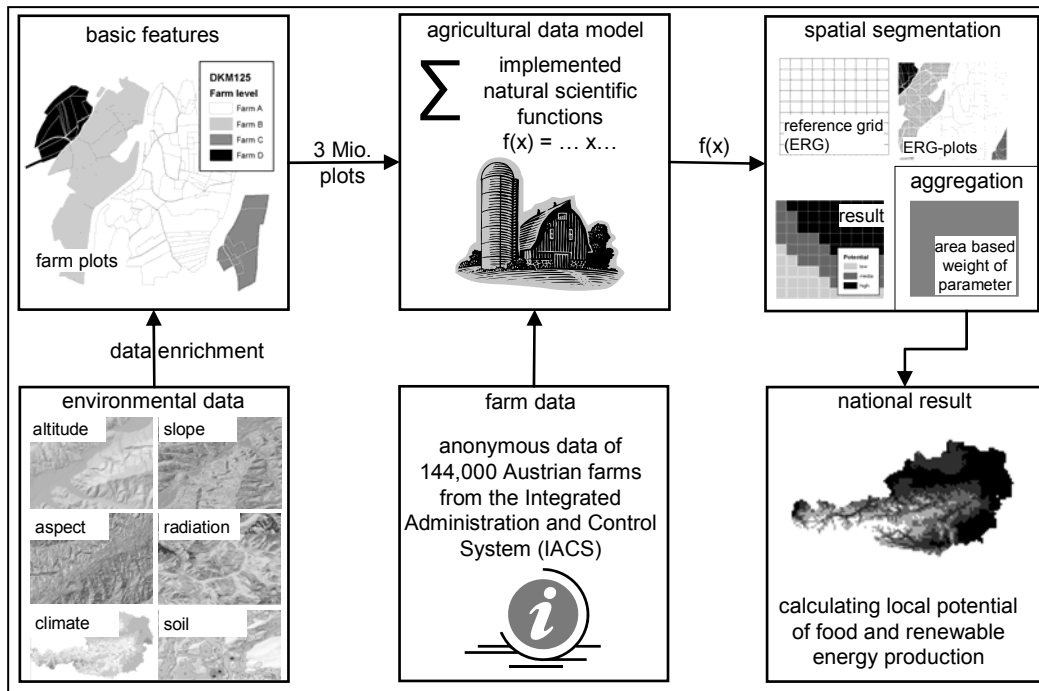 basic features
DKM125
Farm level
Farm A
Farm B
Farm C
Farm D
farm plots
3 Mio.
plots
agricultural data model
∑
implemented
natural scientific
functions
f(x) = … x…
f(x)
spatial segmentation
reference grid
(ERG)
ERG-plots
aggregation
area based
weight of
parameter
result
Potential
low
media
high
data enrichment
environmental data
altitude
slope
aspect
radiation
climate
soil
farm data
anonymous data of
144,000 Austrian farms
from the Integrated
Administration and Control
System (IACS)
i
national result
calculating local potential
of food and renewable
energy production